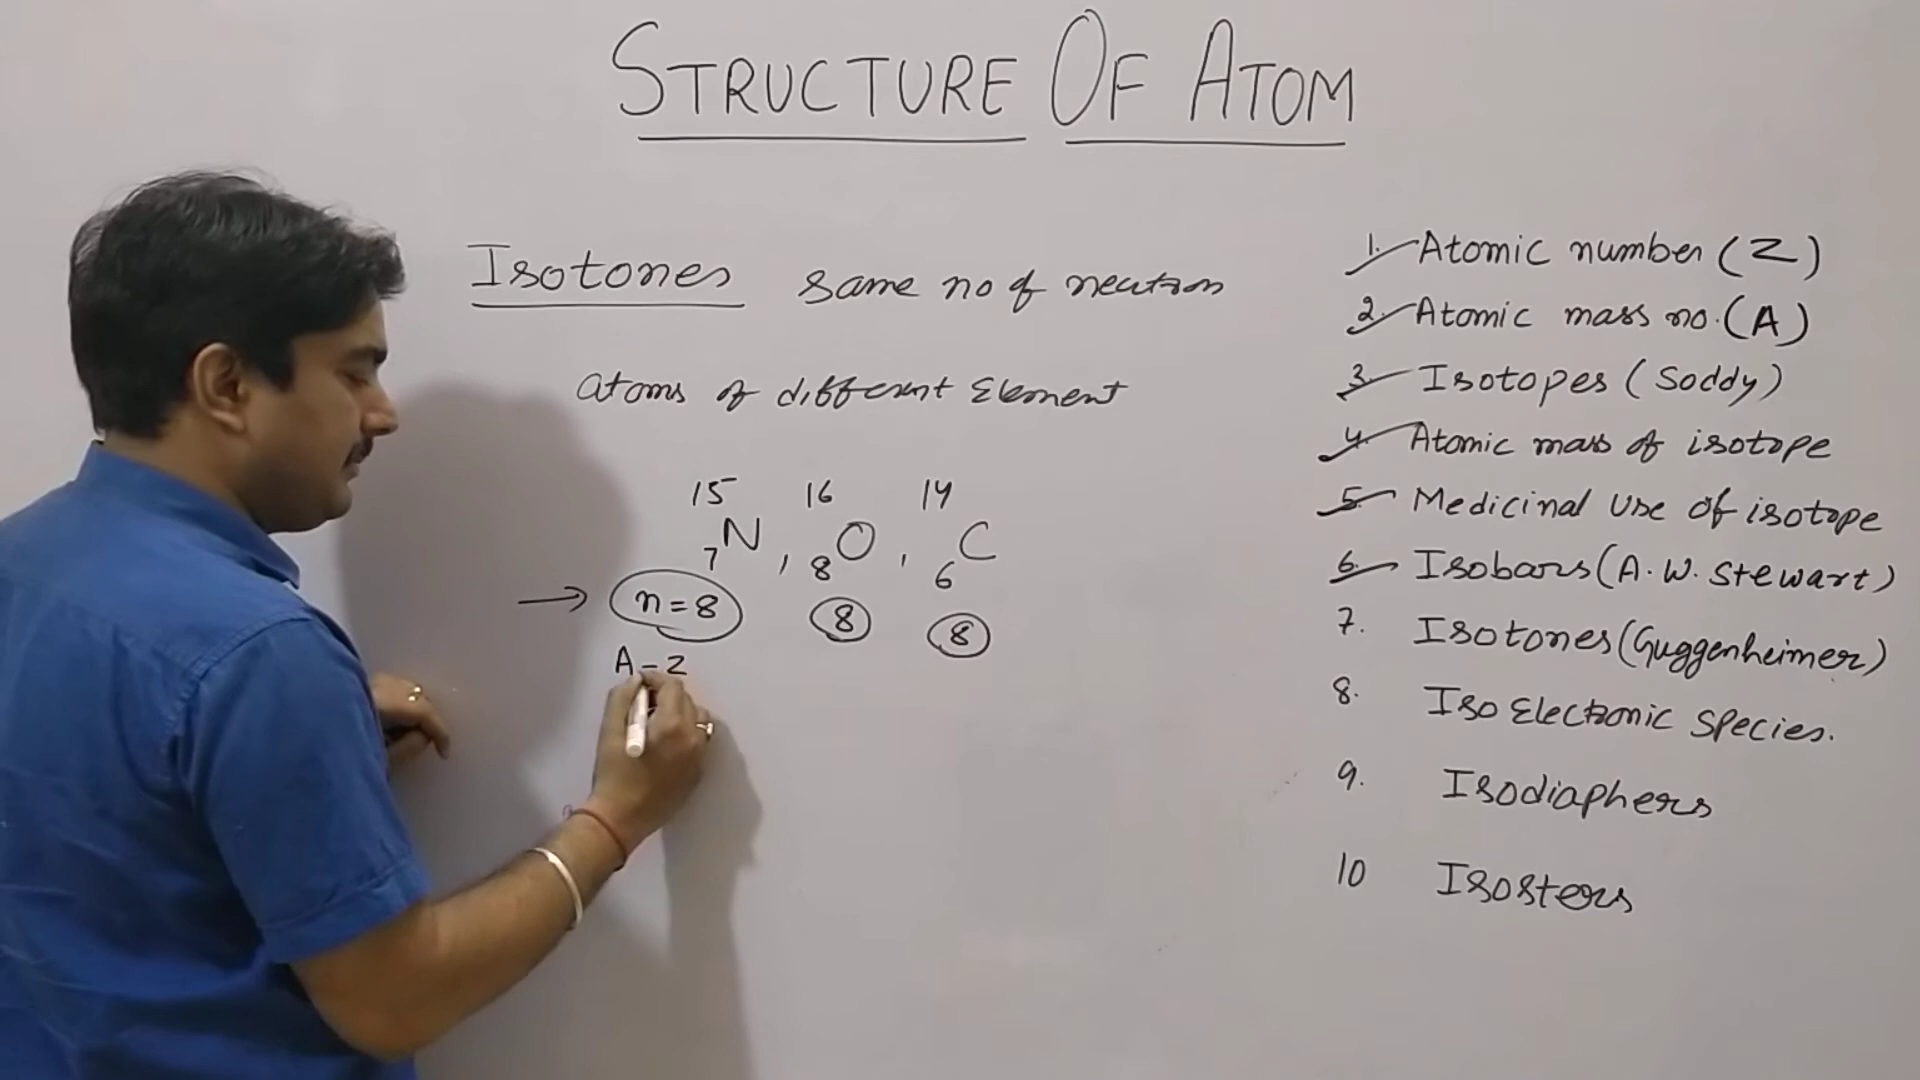 STRUCTURE OF ATOM
Isotones same no of neutron
atoms of different Element
15 16 14
7N , 8O , 6C
→ n=8 8 8
A-Z
1. Atomic number (Z)
2. Atomic mass no. (A)
3. Isotopes (Soddy)
4. Atomic mass of isotope
5. Medicinal Use of isotope
6. Isobars (A. W. Stewart)
7. Isotones (Guggenheimer)
8. Iso Electronic Species.
9. Isodiaphers
10 Isosters